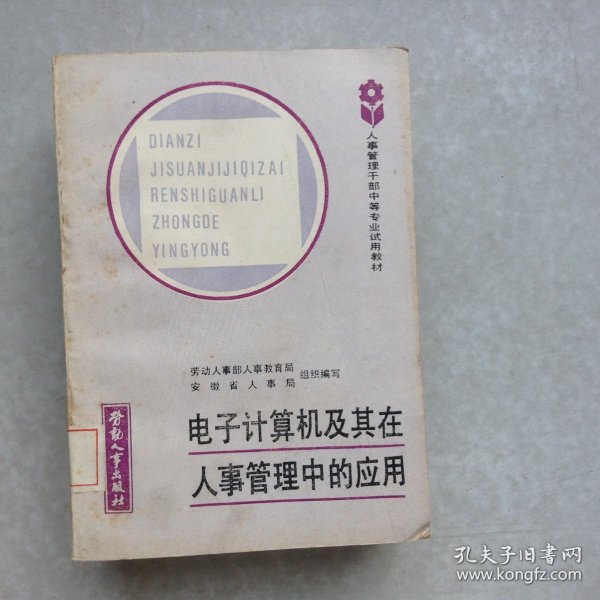 DIANZI
JISUANJIJIQIZAI
RENSHIGUANLI
ZHONGDE
YINGYONG
人事管理干部中等专业试用教材
劳动人事部人事教育局
安徽省人事局
组织编写
电子计算机及其在
人事管理中的应用
劳动人事出版社
孔夫子旧书网
www.kongfz.com